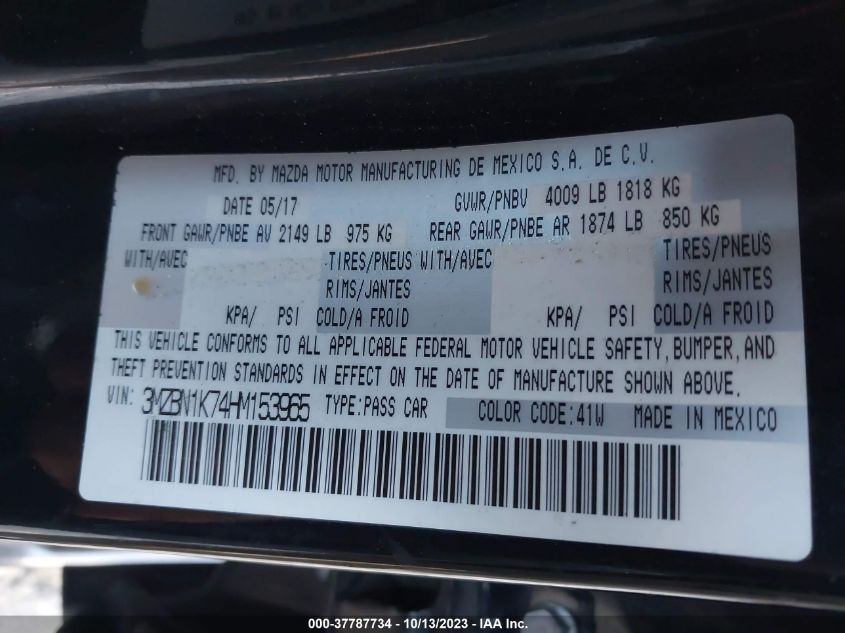 MFD. BY MAZDA MOTOR MANUFACTURING DE MEXICO S.A. DE C.V.
DATE 05/17 GVWR/PNBV 4009 LB 1818 KG
FRONT GAWR/PNBE AV 2149 LB 975 KG REAR GAWR/PNBE AR 1874 LB 850 KG
WITH/AVEC TIRES/PNEUS WITH/AVEC TIRES/PNEUS
RIMS/JANTES RIMS/JANTES
KPA/ PSI COLD/A FROID KPA/ PSI COLD/A FROID
THIS VEHICLE CONFORMS TO ALL APPLICABLE FEDERAL MOTOR VEHICLE SAFETY, BUMPER, AND
THEFT PREVENTION STANDARDS IN EFFECT ON THE DATE OF MANUFACTURE SHOWN ABOVE.
VIN: 3MZBN1K74HM153965 TYPE:PASS CAR COLOR CODE:41W MADE IN MEXICO
000-37787734 - 10/13/2023 - IAA Inc.